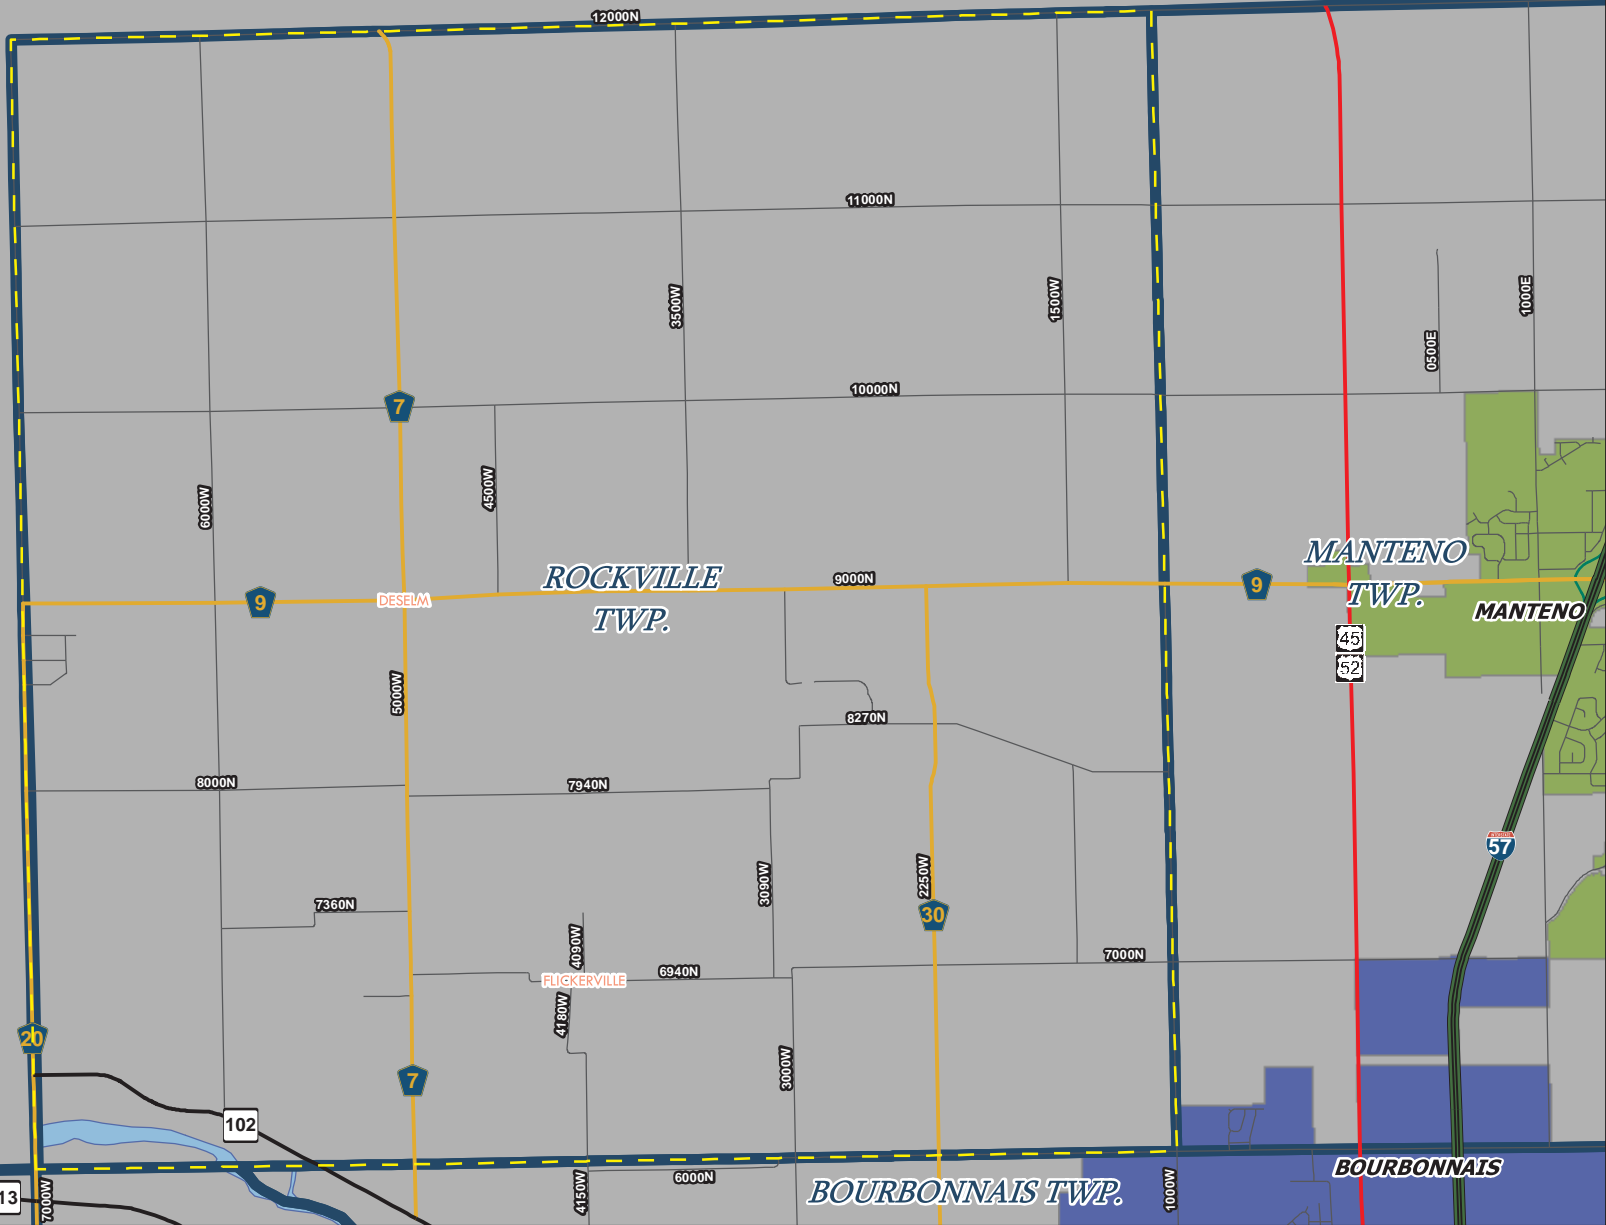 12000N
11000N
3500W
1500W
1000E
0500E
10000N
7
6000W
4500W
ROCKVILLE
TWP.
9000N
MANTENO
TWP.
9
DESELM
9
MANTENO
45
52
5000W
8270N
8000N
7940N
57
3090W
2250W
30
7360N
4090W
7000N
6940N
FLICKERVILLE
4180W
20
3000W
7
102
BOURBONNAIS
6000N
BOURBONNAIS TWP.
13
7000W
4150W
1000W